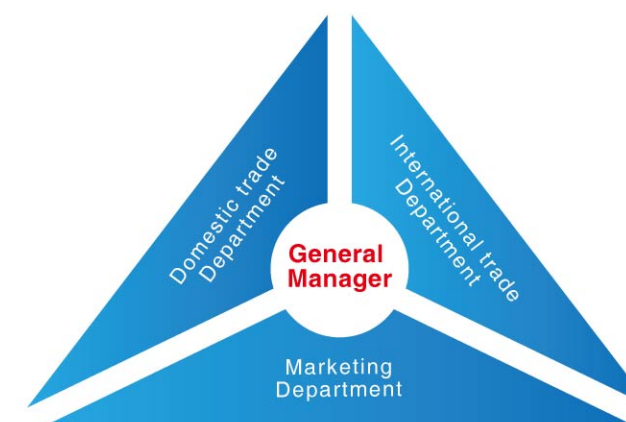 Domestic trade
Department
International trade
Department
General
Manager
Marketing
Department